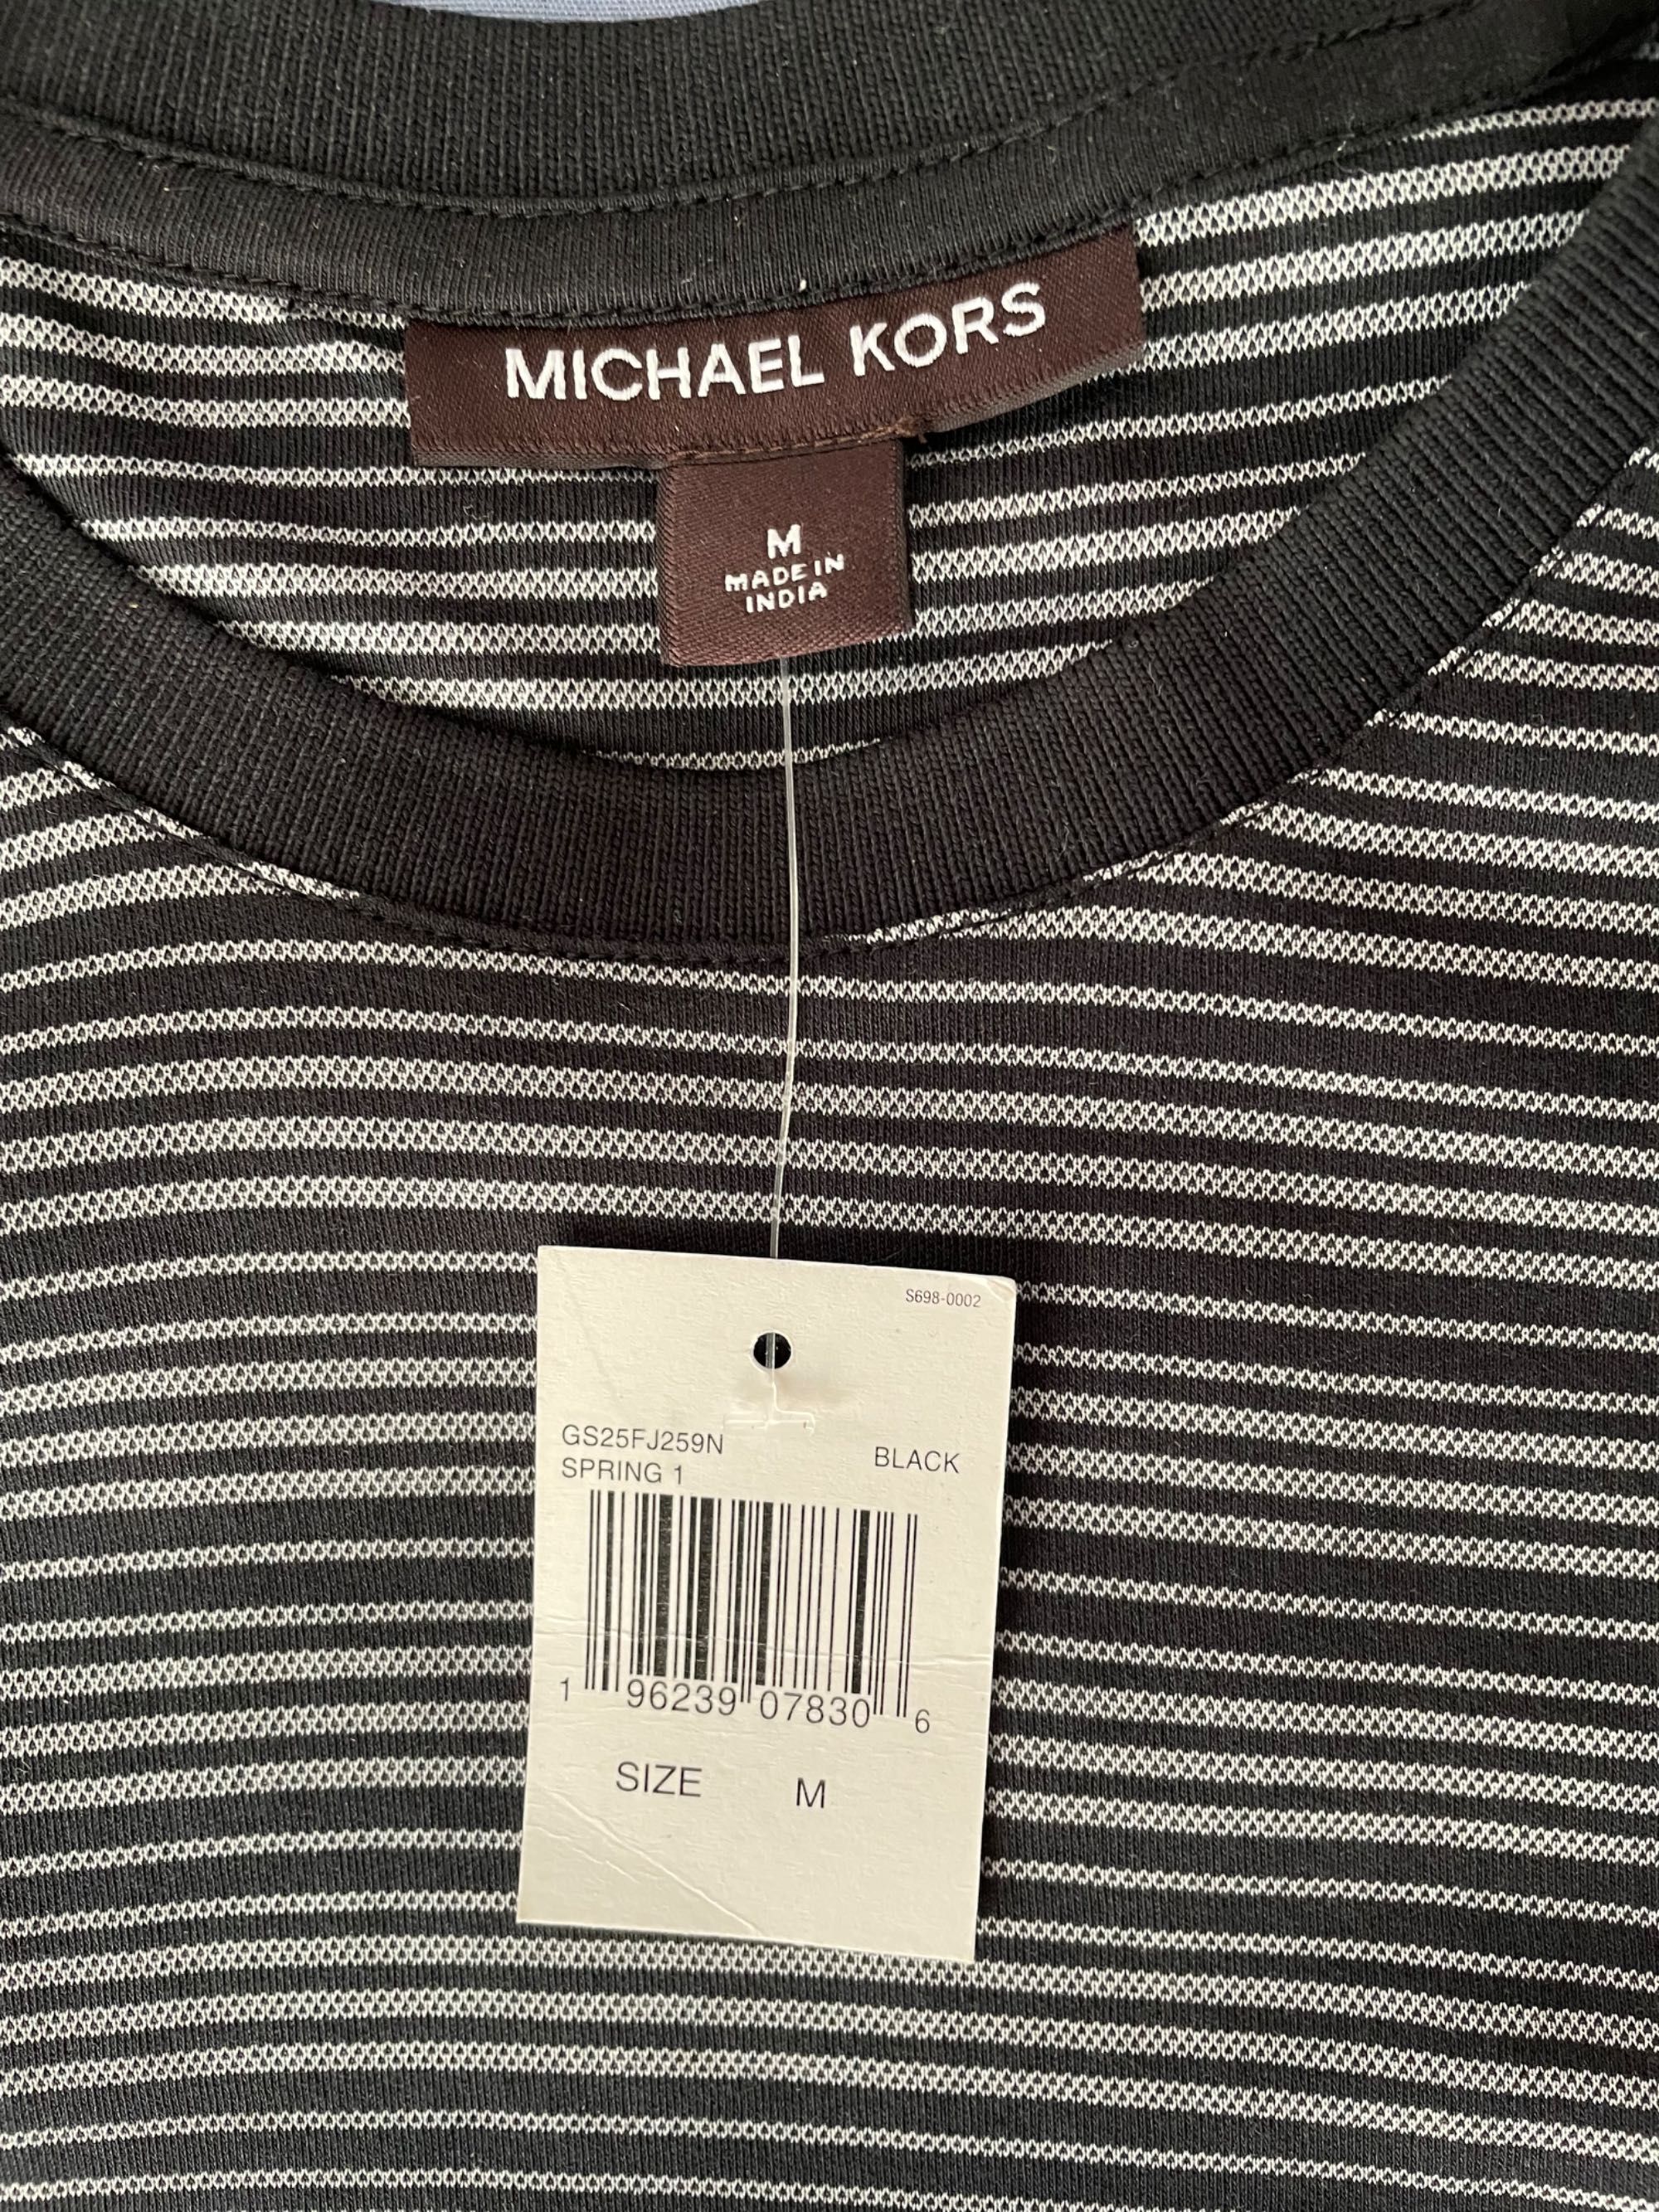 MICHAEL KORS
M
MADE IN
INDIA
S698-0002
GS25FJ259N
BLACK
SPRING 1
1 96239 07830 6
SIZE M